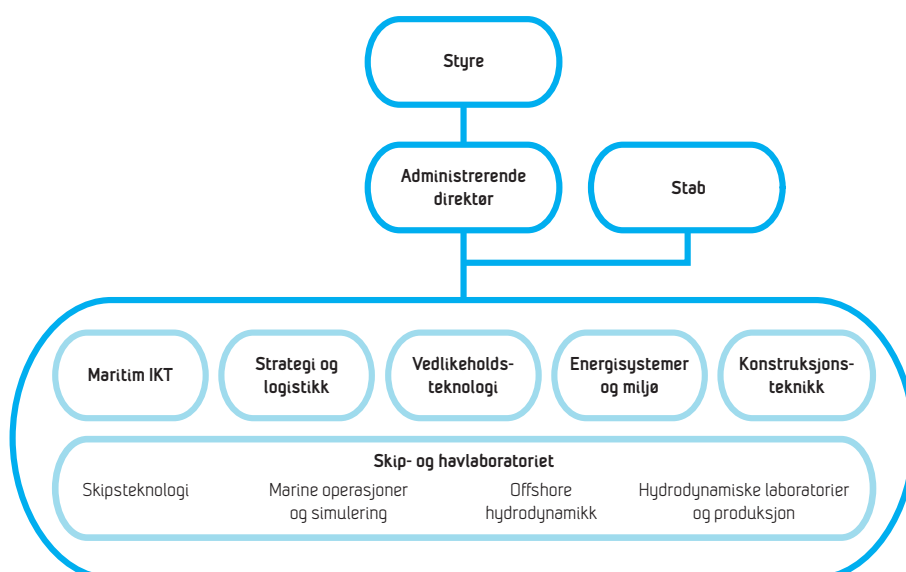 Styre
Administrerende
direktør
Stab
Maritim IKT
Strategi og
logistikk
Vedlikeholds-
teknologi
Energisystemer
og miljø
Konstruksjons-
teknikk
Skip- og havlaboratoriet
Skipsteknologi
Marine operasjoner
og simulering
Offshore
hydrodynamikk
Hydrodynamiske laboratorier
og produksjon